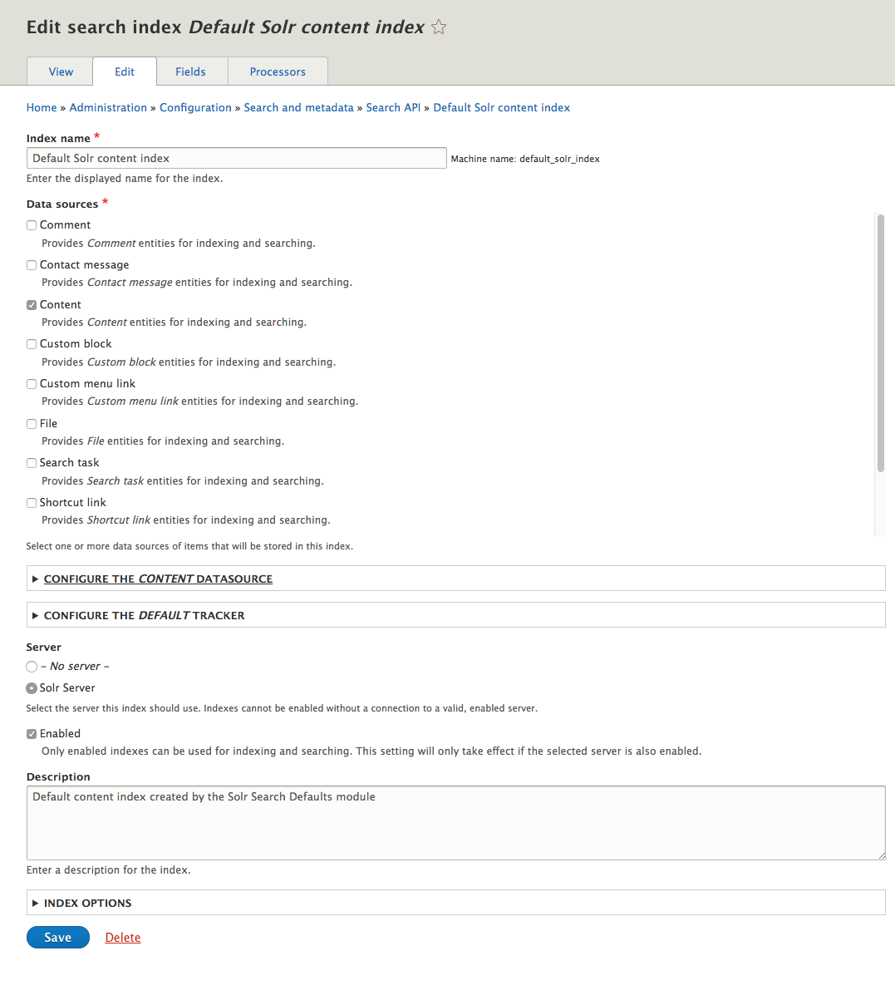 Edit search index Default Solr content index
View Edit Fields Processors
Home » Administration » Configuration » Search and metadata » Search API » Default Solr content index
Index name *
Default Solr content index Machine name: default_solr_index
Enter the displayed name for the index.
Data sources *
Comment
Provides Comment entities for indexing and searching.
Contact message
Provides Contact message entities for indexing and searching.
Content
Provides Content entities for indexing and searching.
Custom block
Provides Custom block entities for indexing and searching.
Custom menu link
Provides Custom menu link entities for indexing and searching.
File
Provides File entities for indexing and searching.
Search task
Provides Search task entities for indexing and searching.
Shortcut link
Provides Shortcut link entities for indexing and searching.
Select one or more data sources of items that will be stored in this index.
CONFIGURE THE CONTENT DATASOURCE
CONFIGURE THE DEFAULT TRACKER
Server
– No server –
Solr Server
Select the server this index should use. Indexes cannot be enabled without a connection to a valid, enabled server.
Enabled
Only enabled indexes can be used for indexing and searching. This setting will only take effect if the selected server is also enabled.
Description
Default content index created by the Solr Search Defaults module
Enter a description for the index.
INDEX OPTIONS
Save Delete